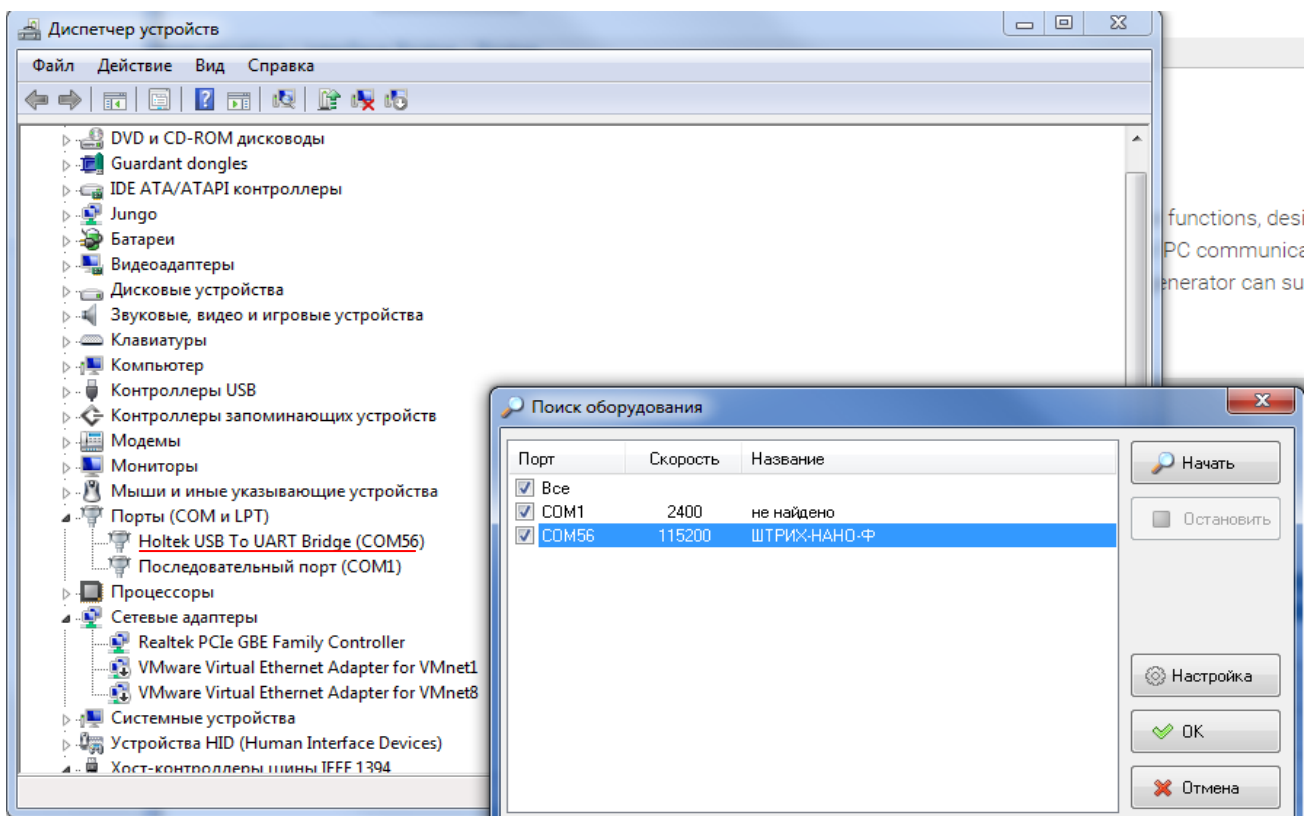 Диспетчер устройств
Файл Действие Вид Справка
DVD и CD-ROM дисководы
Guardant dongles
IDE ATA/ATAPI контроллеры
Jungo
Батареи
Видеоадаптеры
Дисковые устройства
Звуковые, видео и игровые устройства
Клавиатуры
Компьютер
Контроллеры USB
Контроллеры запоминающих устройств
Модемы
Мониторы
Мыши и иные указывающие устройства
Порты (COM и LPT)
Holtek USB To UART Bridge (COM56)
Последовательный порт (COM1)
Процессоры
Сетевые адаптеры
Realtek PCIe GBE Family Controller
VMware Virtual Ethernet Adapter for VMnet1
VMware Virtual Ethernet Adapter for VMnet8
Системные устройства
Устройства HID (Human Interface Devices)
Хост-контроллеры шины IEEE 1394
functions, desi
PC communica
enerator can su
Поиск оборудования
Порт Скорость Название
Все
COM1 2400 не найдено
COM56 115200 ШТРИХ-НАНО-Ф
Начать
Остановить
Настройка
OK
Отмена